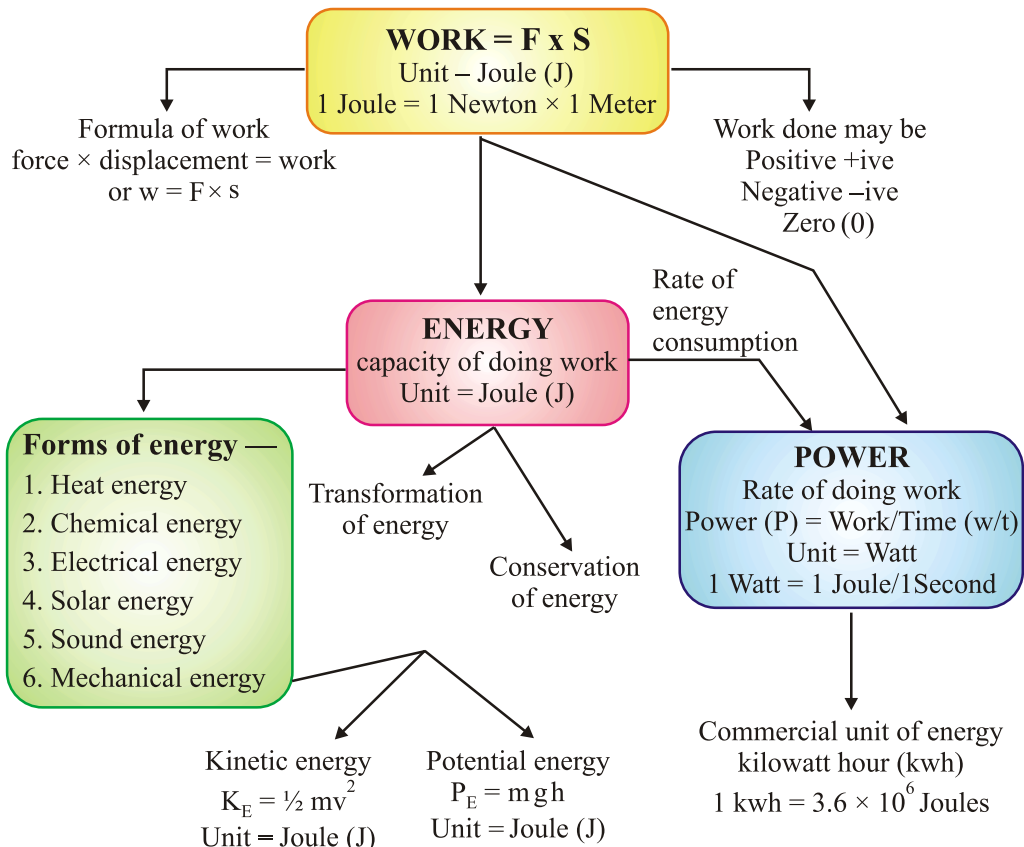 WORK = F x S
Unit – Joule (J)
1 Joule = 1 Newton × 1 Meter
Formula of work
force × displacement = work
or w = F × s
Work done may be
Positive +ive
Negative –ive
Zero (0)
Rate of
energy
consumption
ENERGY
capacity of doing work
Unit = Joule (J)
Forms of energy —
1. Heat energy
2. Chemical energy
3. Electrical energy
4. Solar energy
5. Sound energy
6. Mechanical energy
Transformation
of energy
Conservation
of energy
POWER
Rate of doing work
Power (P) = Work/Time (w/t)
Unit = Watt
1 Watt = 1 Joule/1Second
Kinetic energy
K_E = ½ mv²
Unit = Joule (J)
Potential energy
P_E = m g h
Unit = Joule (J)
Commercial unit of energy
kilowatt hour (kwh)
1 kwh = 3.6 × 10⁶ Joules